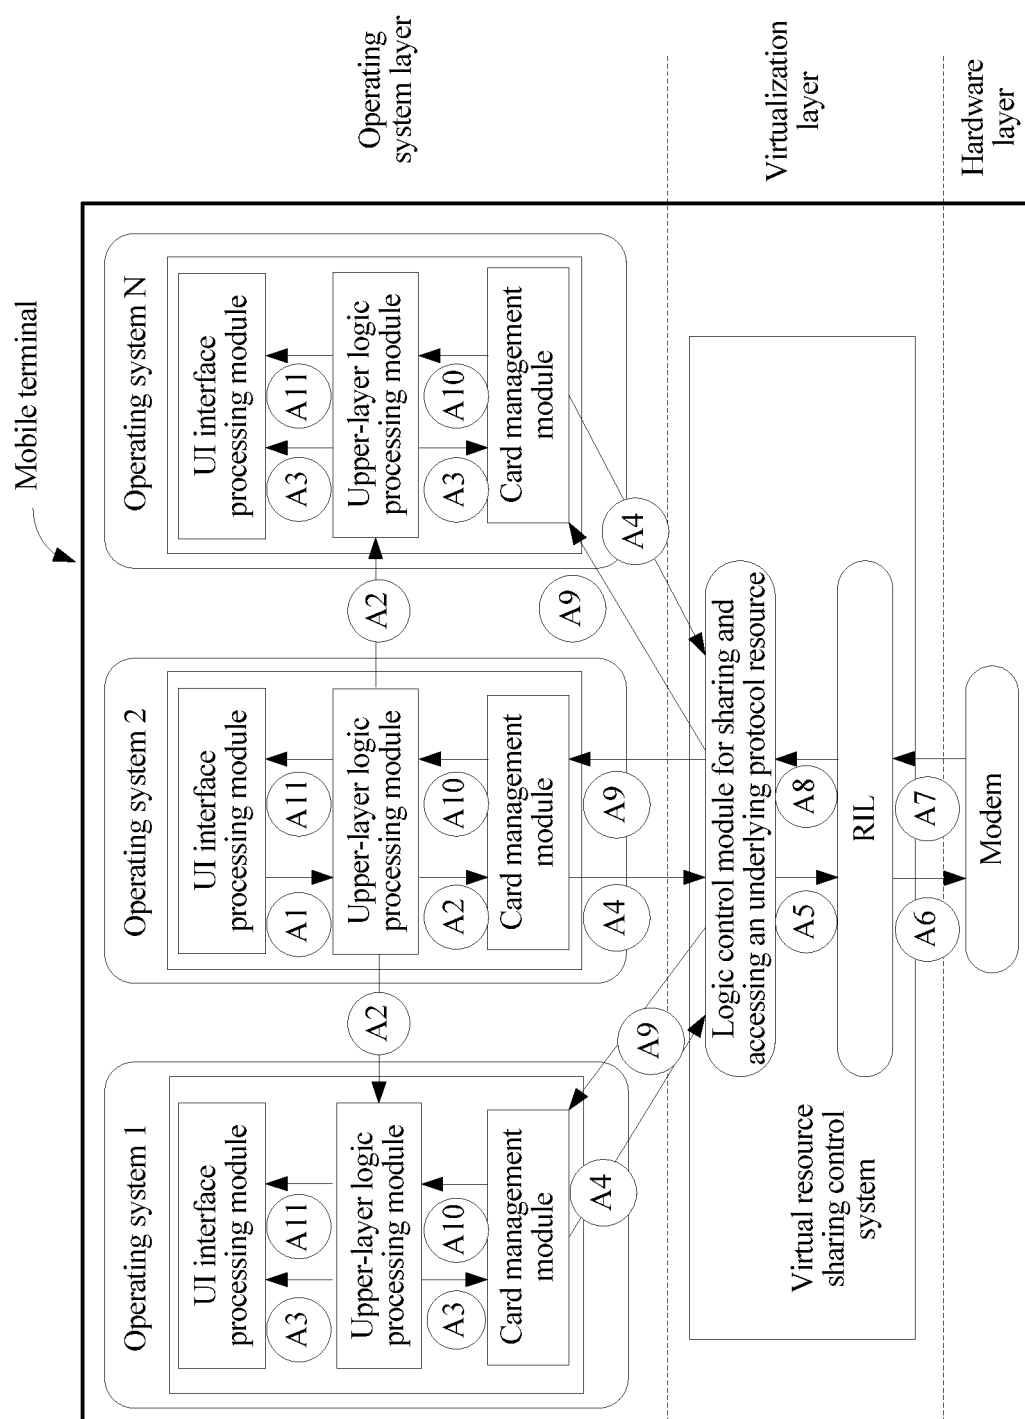 Mobile terminal
Operating system 1
UI interface
processing module
A3
A11
Upper-layer logic
processing module
A3
A10
Card management
module
Operating system 2
UI interface
processing module
A1
A11
Upper-layer logic
processing module
A2
A10
Card management
module
Operating system N
UI interface
processing module
A3
A11
Upper-layer logic
processing module
A3
A10
Card management
module
A2
A2
Operating
system layer
A4
A9
A4
A9
A9
A4
Logic control module for sharing and
accessing an underlying protocol resource
A5
A8
RIL
Virtual resource
sharing control
system
Virtualization
layer
A6
A7
Modem
Hardware
layer